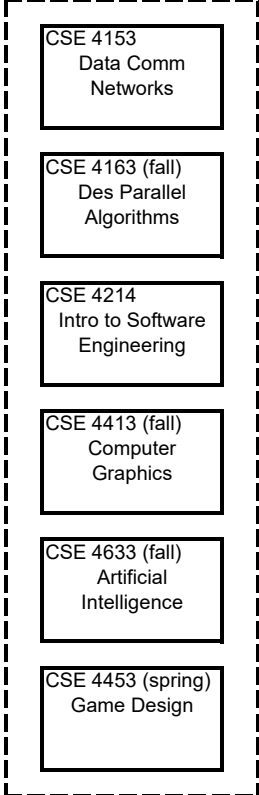 CSE 4153
Data Comm
Networks
CSE 4163 (fall)
Des Parallel
Algorithms
CSE 4214
Intro to Software
Engineering
CSE 4413 (fall)
Computer
Graphics
CSE 4633 (fall)
Artificial
Intelligence
CSE 4453 (spring)
Game Design